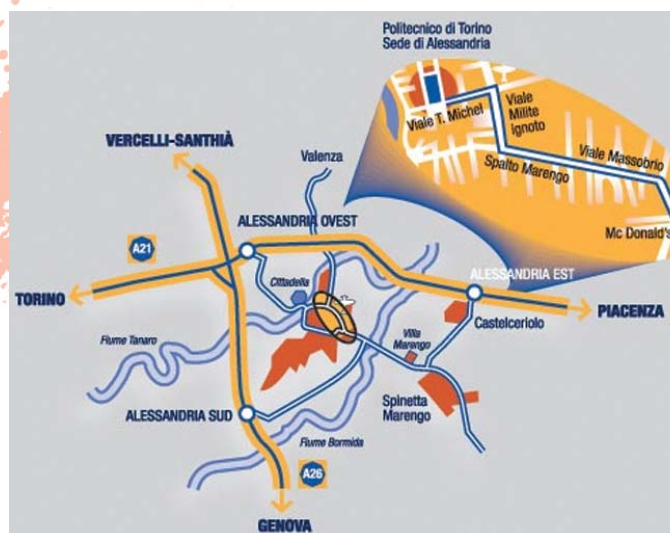 Politecnico di Torino
Sede di Alessandria
Viale T. Michel
Viale
Milite
ignoto
Spalto Marengo
Viale Massobrio
Mc Donald's
VERCELLI-SANTHIÀ
Valenza
ALESSANDRIA OVEST
A21
TORINO
Cittadella
ALESSANDRIA EST
PIACENZA
Castelceriolo
Villa
Marengo
Fiume Tanaro
Spinetta
Marengo
ALESSANDRIA SUD
Fiume Bormida
A26
GENOVA